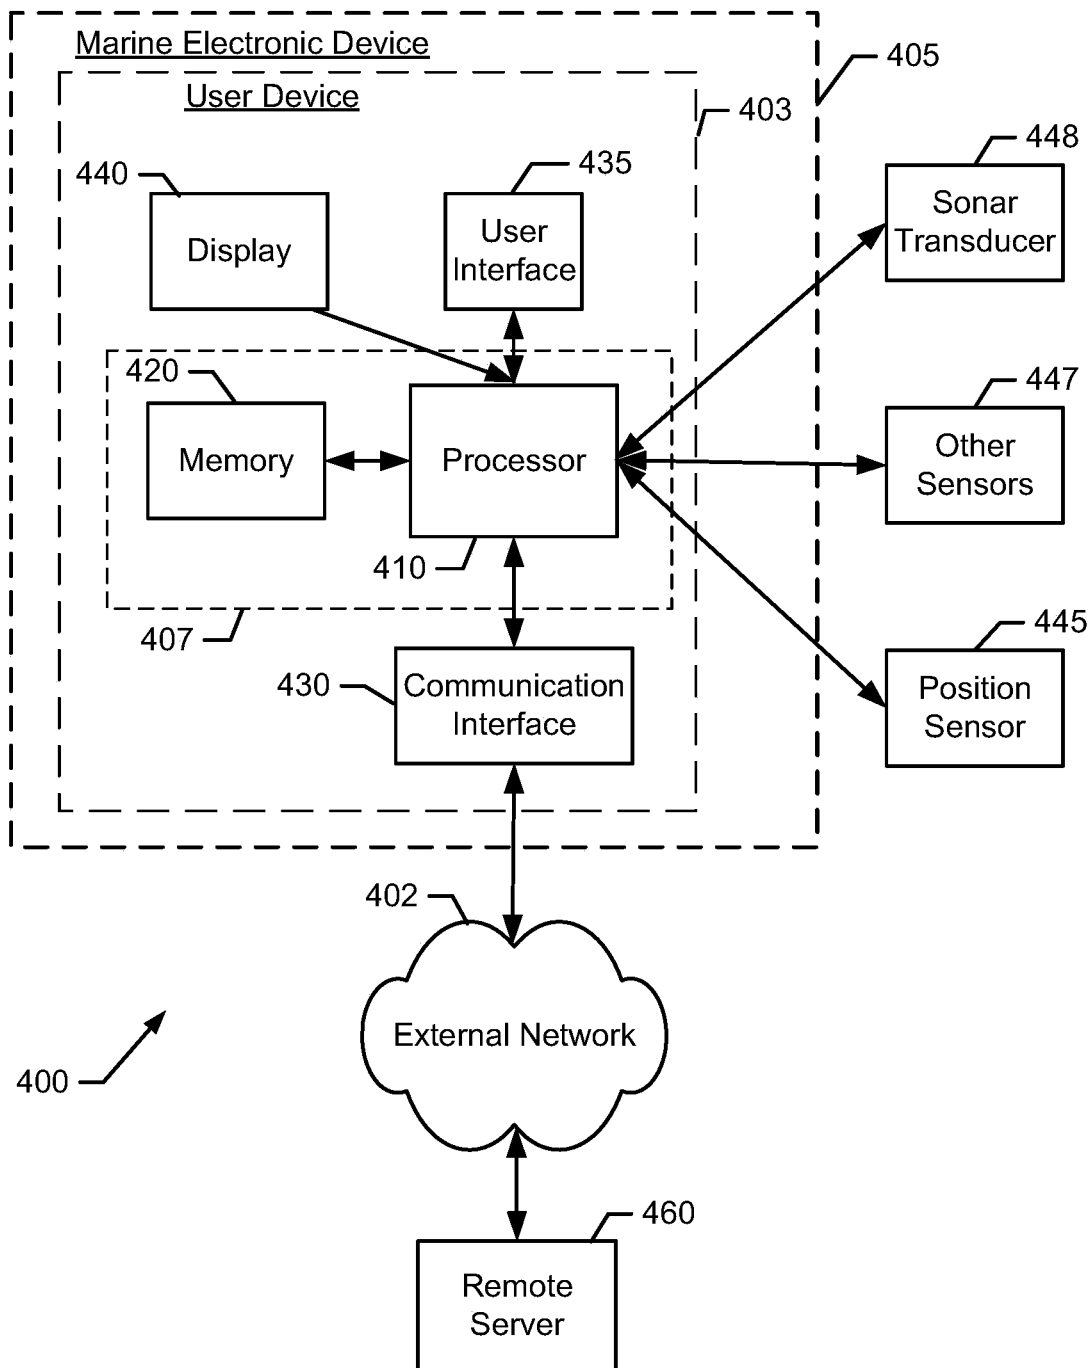 Marine Electronic Device
405
User Device
403
440
435
448
Display
User
Interface
Sonar
Transducer
420
447
Memory
Processor
Other
Sensors
410
407
445
430
Communication
Interface
Position
Sensor
402
External Network
400
460
Remote
Server